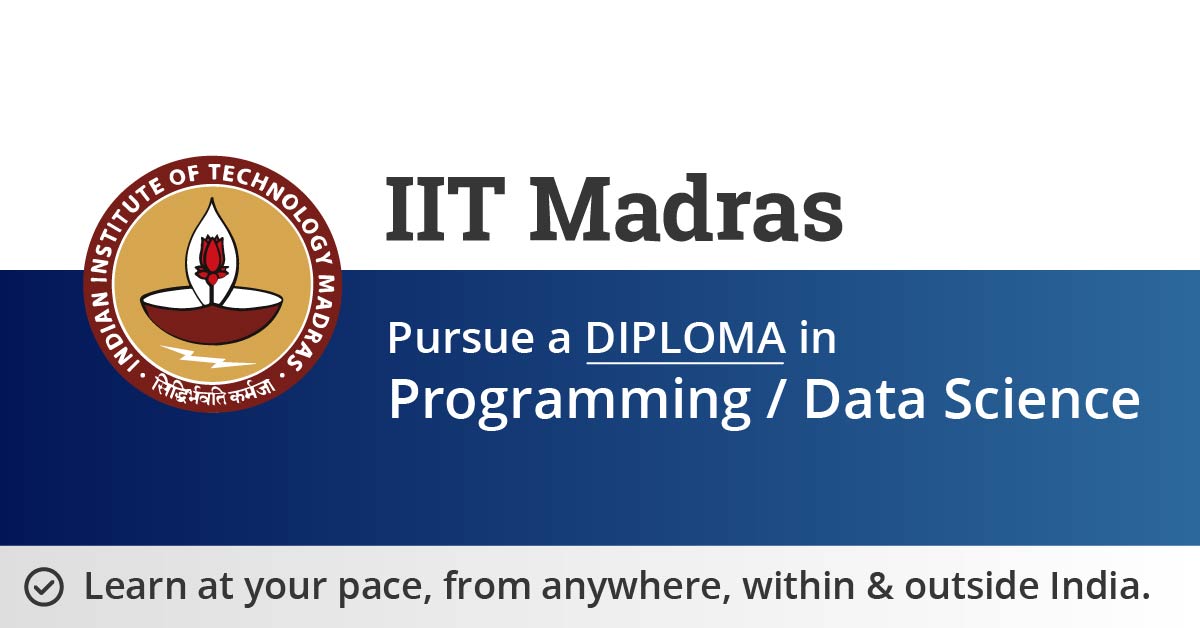 INDIAN INSTITUTE OF TECHNOLOGY MADRAS
सिद्धिर्भवति कर्मजा
IIT Madras
Pursue a DIPLOMA in
Programming / Data Science
Learn at your pace, from anywhere, within & outside India.